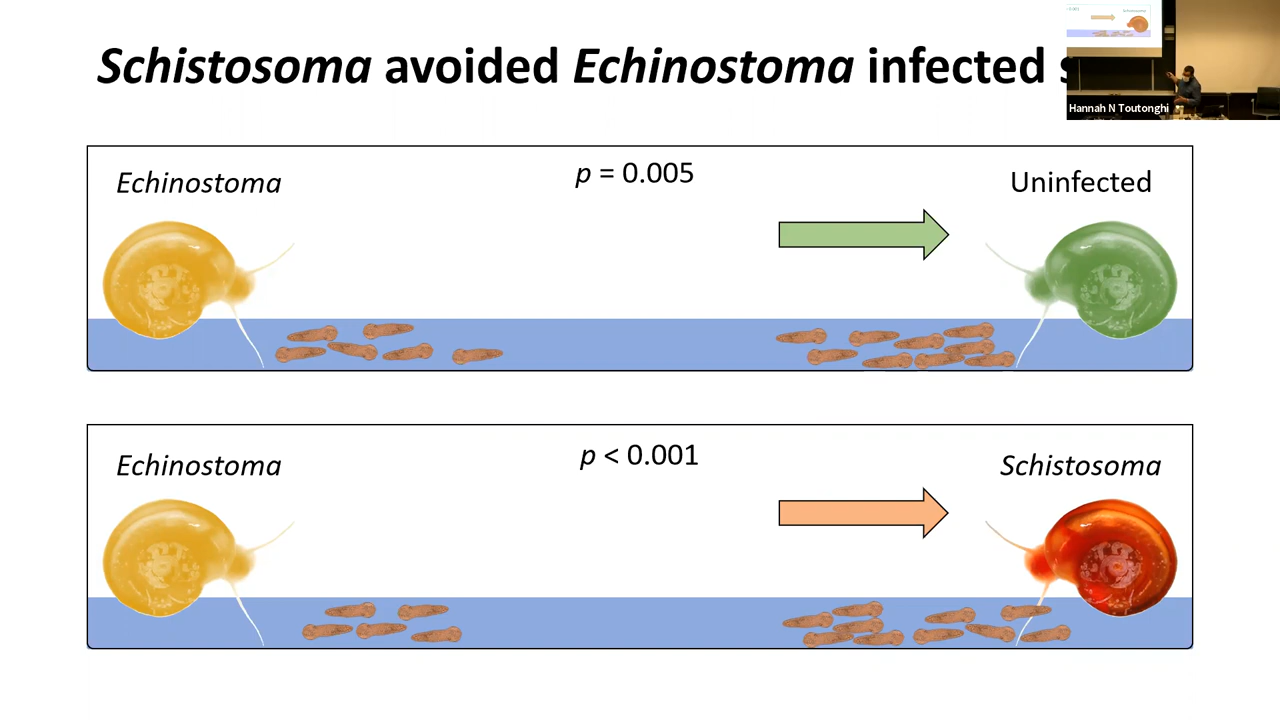 Schistosoma avoided Echinostoma infected
Hannah N Toutonghi
Echinostoma
p = 0.005
Uninfected
Echinostoma
p < 0.001
Schistosoma